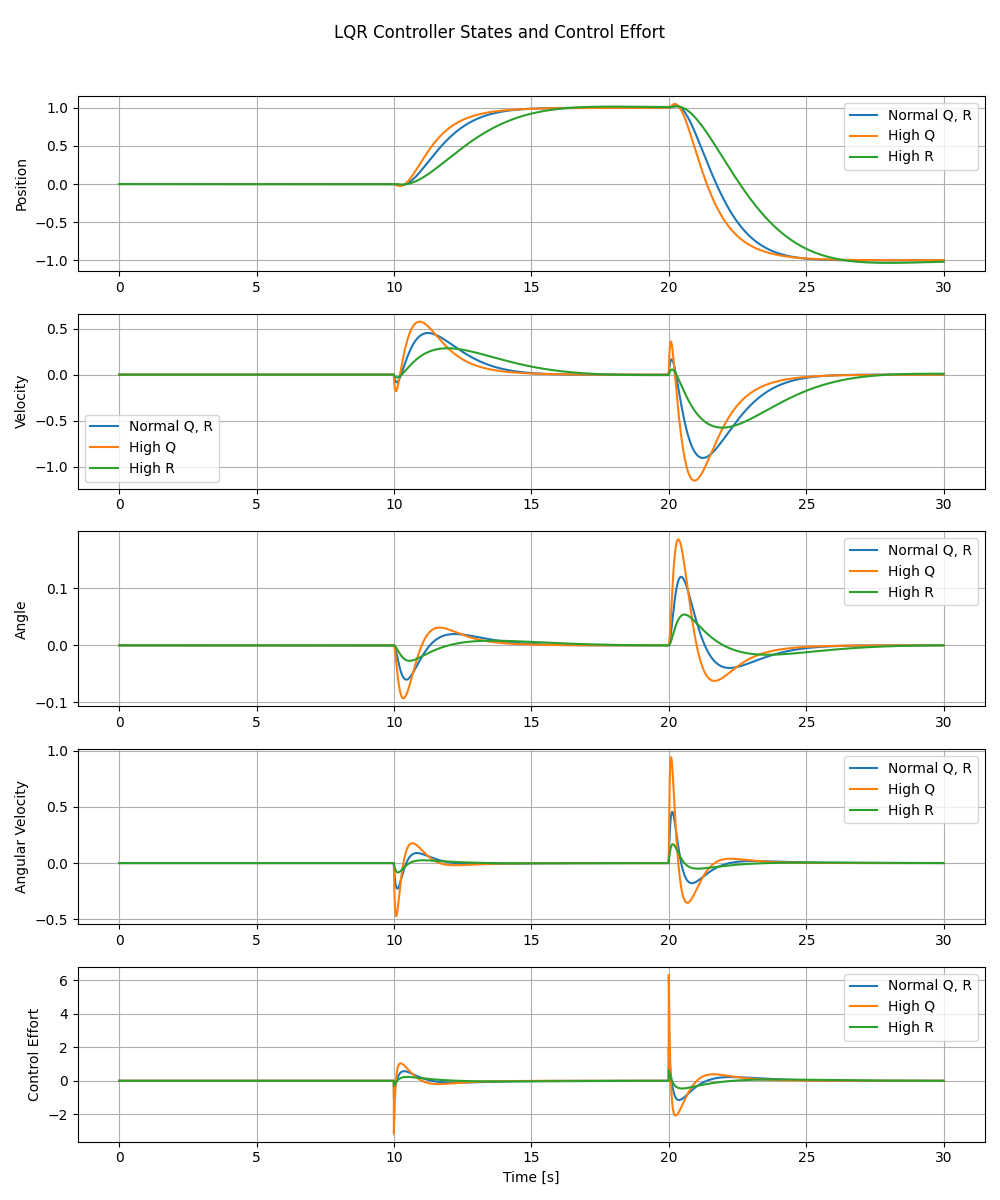 LQR Controller States and Control Effort
1.0
0.5
0.0
−0.5
−1.0
Position
Normal Q, R
High Q
High R
0 5 10 15 20 25 30
0.5
0.0
−0.5
−1.0
Velocity
Normal Q, R
High Q
High R
0 5 10 15 20 25 30
0.1
0.0
−0.1
Angle
Normal Q, R
High Q
High R
0 5 10 15 20 25 30
1.0
0.5
0.0
−0.5
Angular Velocity
Normal Q, R
High Q
High R
0 5 10 15 20 25 30
6
4
2
0
−2
Control Effort
Normal Q, R
High Q
High R
0 5 10 15 20 25 30
Time [s]